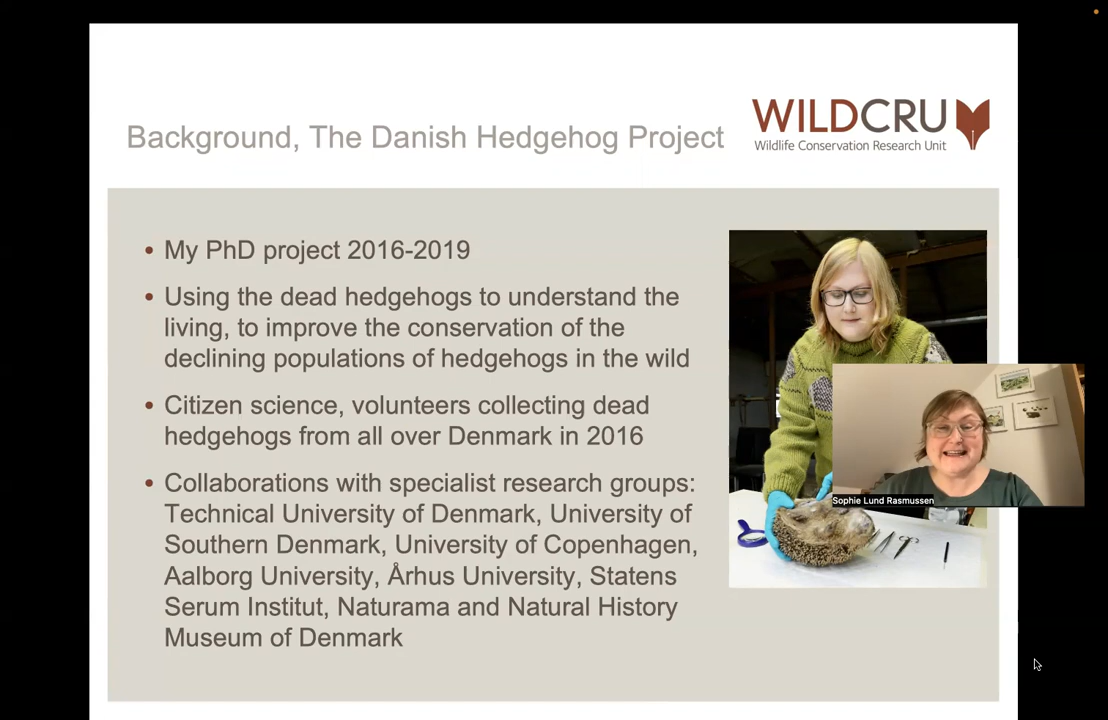 Background, The Danish Hedgehog Project
WILDCRU
Wildlife Conservation Research Unit
• My PhD project 2016-2019
• Using the dead hedgehogs to understand the
living, to improve the conservation of the
declining populations of hedgehogs in the wild
• Citizen science, volunteers collecting dead
hedgehogs from all over Denmark in 2016
• Collaborations with specialist research groups:
Technical University of Denmark, University of
Southern Denmark, University of Copenhagen,
Aalborg University, Århus University, Statens
Serum Institut, Naturama and Natural History
Museum of Denmark
Sophie Lund Rasmussen